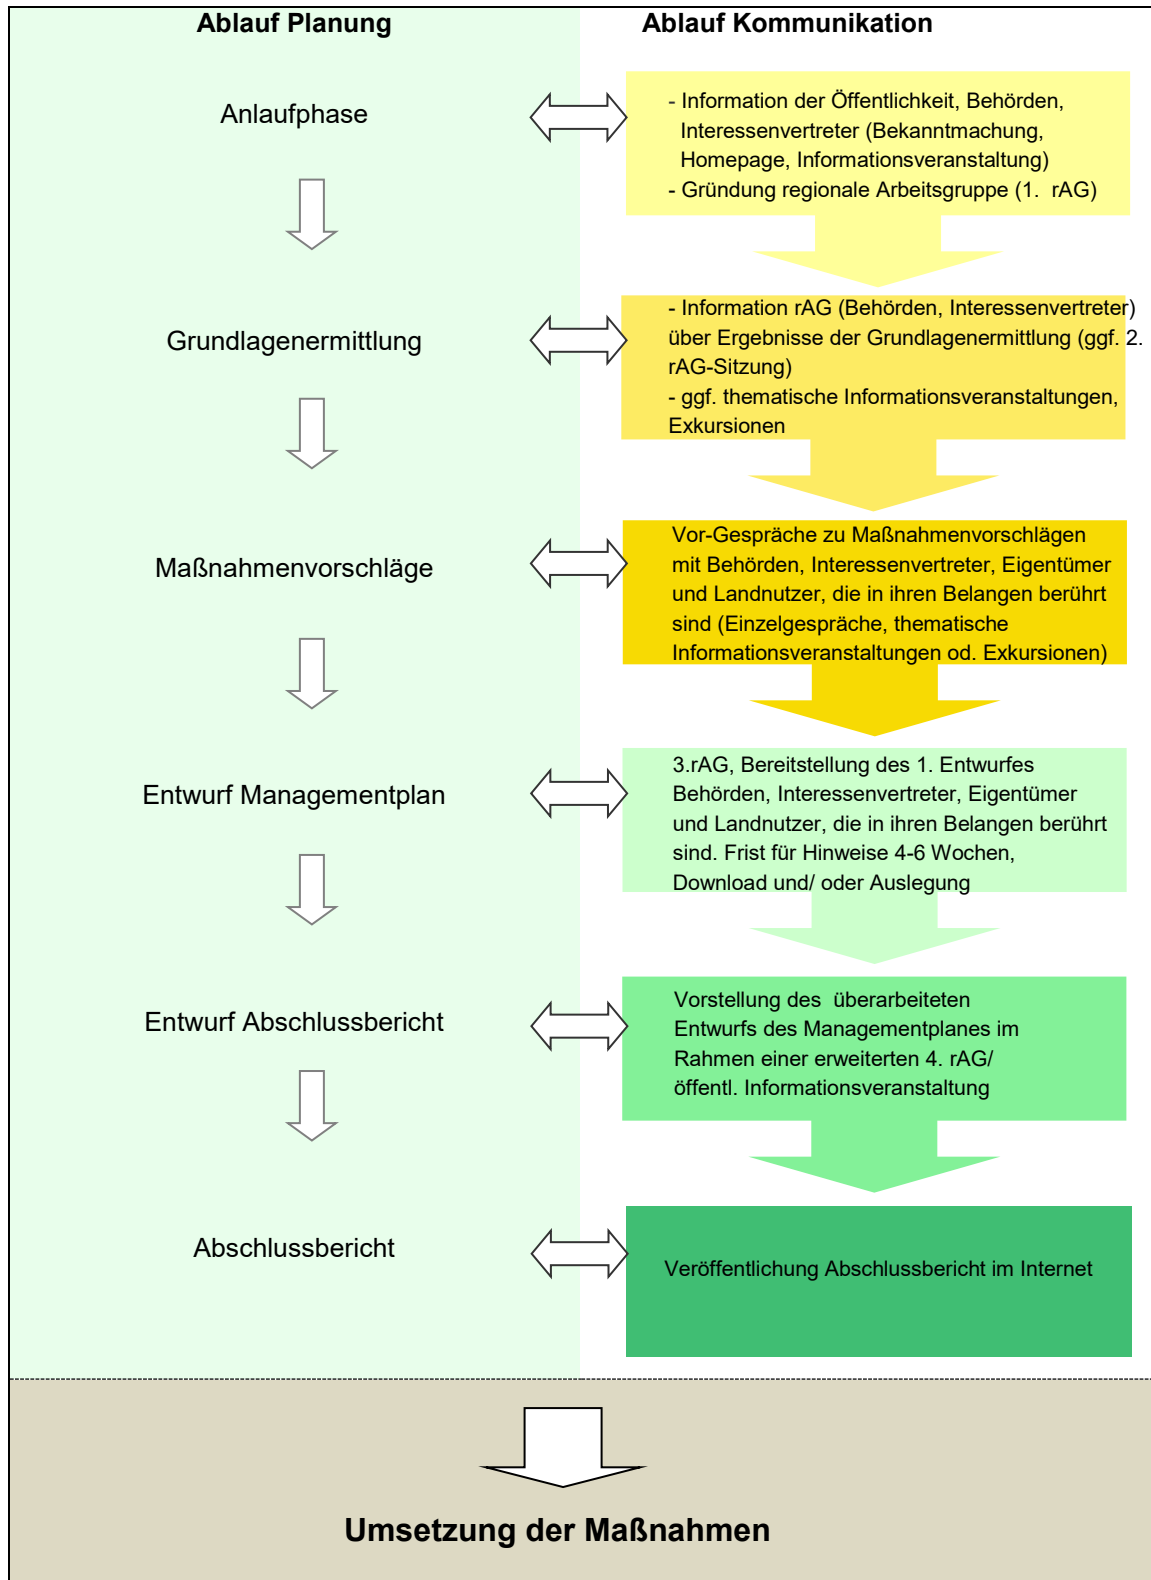 Ablauf Planung
Ablauf Kommunikation
Anlaufphase
- Information der Öffentlichkeit, Behörden,
Interessenvertreter (Bekanntmachung,
Homepage, Informationsveranstaltung)
- Gründung regionale Arbeitsgruppe (1. rAG)
Grundlagenermittlung
- Information rAG (Behörden, Interessenvertreter)
über Ergebnisse der Grundlagenermittlung (ggf. 2.
rAG-Sitzung)
- ggf. thematische Informationsveranstaltungen,
Exkursionen
Maßnahmenvorschläge
Vor-Gespräche zu Maßnahmenvorschlägen
mit Behörden, Interessenvertreter, Eigentümer
und Landnutzer, die in ihren Belangen berührt
sind (Einzelgespräche, thematische
Informationsveranstaltungen od. Exkursionen)
Entwurf Managementplan
3.rAG, Bereitstellung des 1. Entwurfes
Behörden, Interessenvertreter, Eigentümer
und Landnutzer, die in ihren Belangen berührt
sind. Frist für Hinweise 4-6 Wochen,
Download und/ oder Auslegung
Entwurf Abschlussbericht
Vorstellung des überarbeiteten
Entwurfs des Managementplanes im
Rahmen einer erweiterten 4. rAG/
öffentl. Informationsveranstaltung
Abschlussbericht
Veröffentlichung Abschlussbericht im Internet
Umsetzung der Maßnahmen